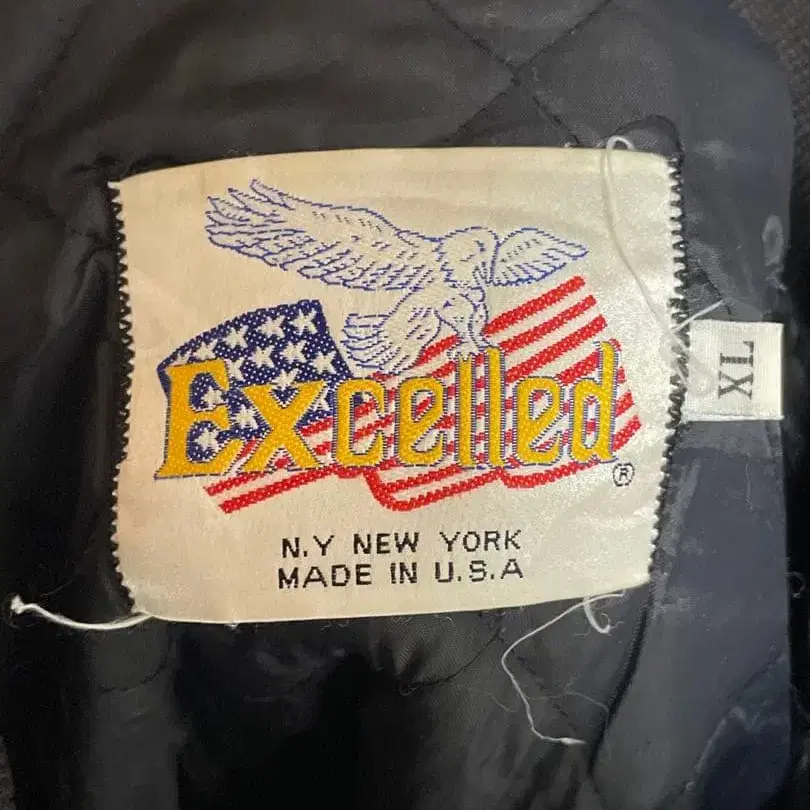 Excelled
®
N.Y NEW YORK
MADE IN U.S.A
XL